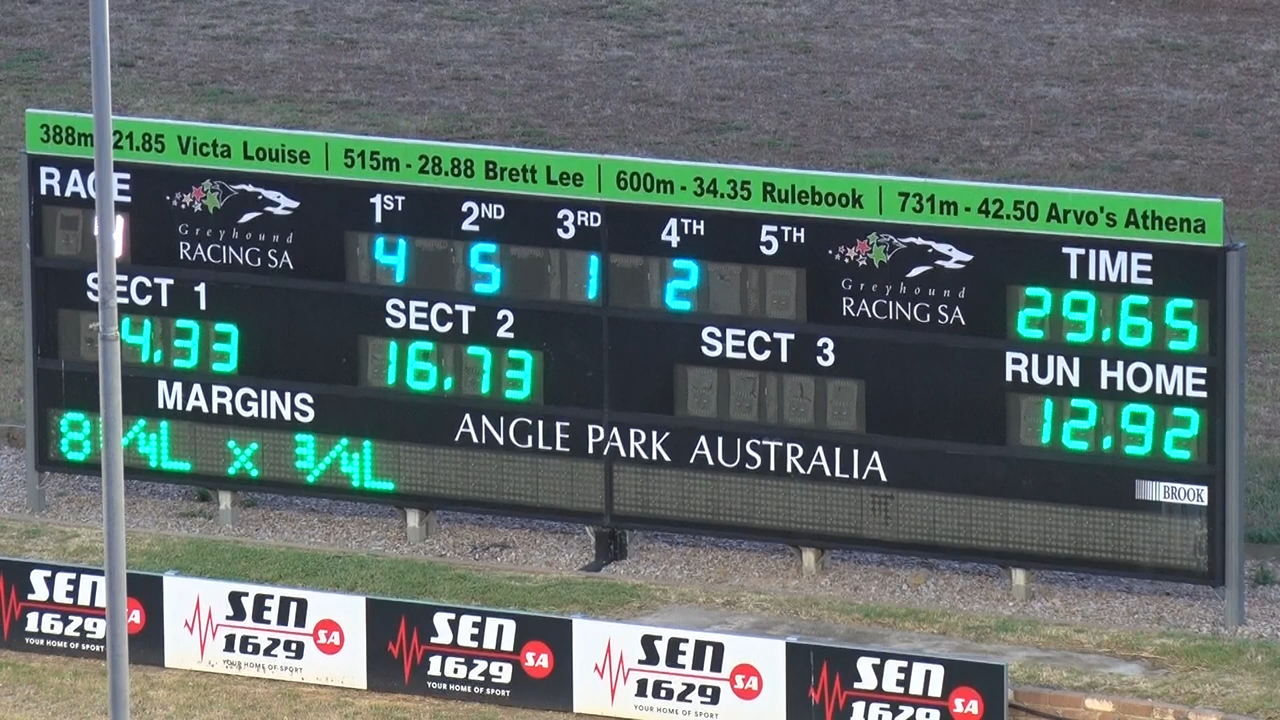 388m 21.85 Victa Louise | 515m - 28.88 Brett Lee | 600m - 34.35 Rulebook | 731m - 42.50 Arvo's Athena
RACE
Greyhound
RACING SA
1ST 2ND 3RD 4TH 5TH
4 5 1 2
Greyhound
RACING SA
TIME
29.65
SECT 1
4.33
SECT 2
16.73
SECT 3
RUN HOME
12.92
MARGINS
8 1/4L x 3/4L
ANGLE PARK AUSTRALIA
BROOK
SEN
1629 SA
YOUR HOME OF SPORT
SEN
1629 SA
YOUR HOME OF SPORT
SEN
1629 SA
YOUR HOME OF SPORT
SEN
1629 SA
YOUR HOME OF SPORT
SEN
1629 SA